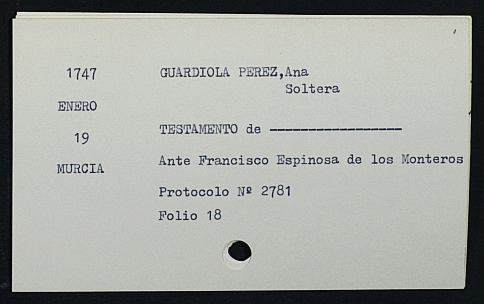 1747
GUARDIOLA PEREZ,Ana
Soltera
ENERO
19
TESTAMENTO de -----------------
MURCIA
Ante Francisco Espinosa de los Monteros
Protocolo Nº 2781
Folio 18